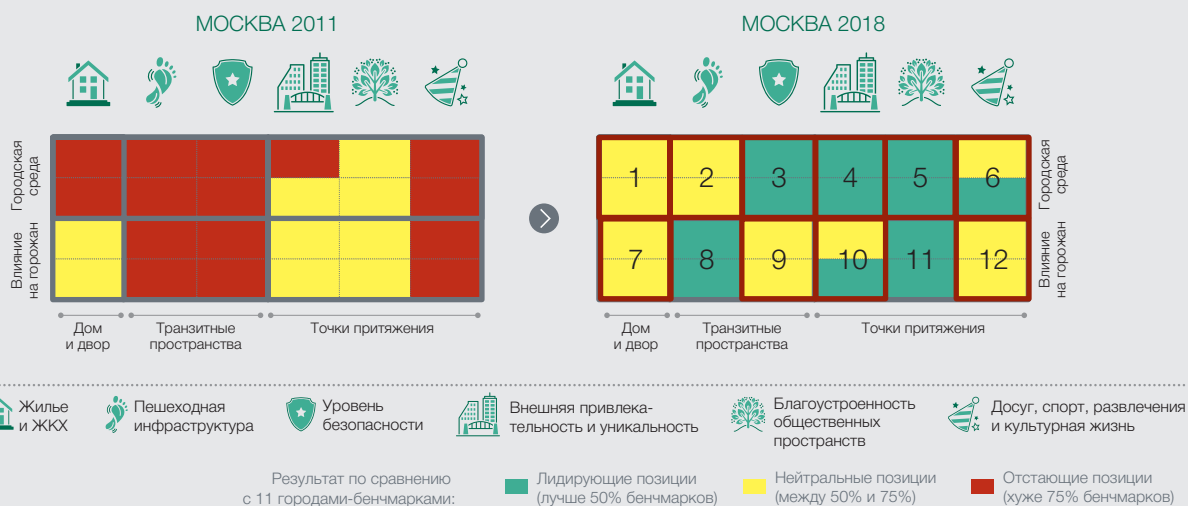 МОСКВА 2011
Городская
среда
Влияние
на горожан
Дом
и двор
Транзитные
пространства
Точки притяжения
МОСКВА 2018
1
2
3
4
5
6
7
8
9
10
11
12
Городская
среда
Влияние
на горожан
Дом
и двор
Транзитные
пространства
Точки притяжения
Жилье
и ЖКХ
Пешеходная
инфраструктура
Уровень
безопасности
Внешняя привлека-
тельность и уникальность
Благоустроенность
общественных
пространств
Досуг, спорт, развлечения
и культурная жизнь
Результат по сравнению
с 11 городами-бенчмарками:
Лидирующие позиции
(лучше 50% бенчмарков)
Нейтральные позиции
(между 50% и 75%)
Отстающие позиции
(хуже 75% бенчмарков)